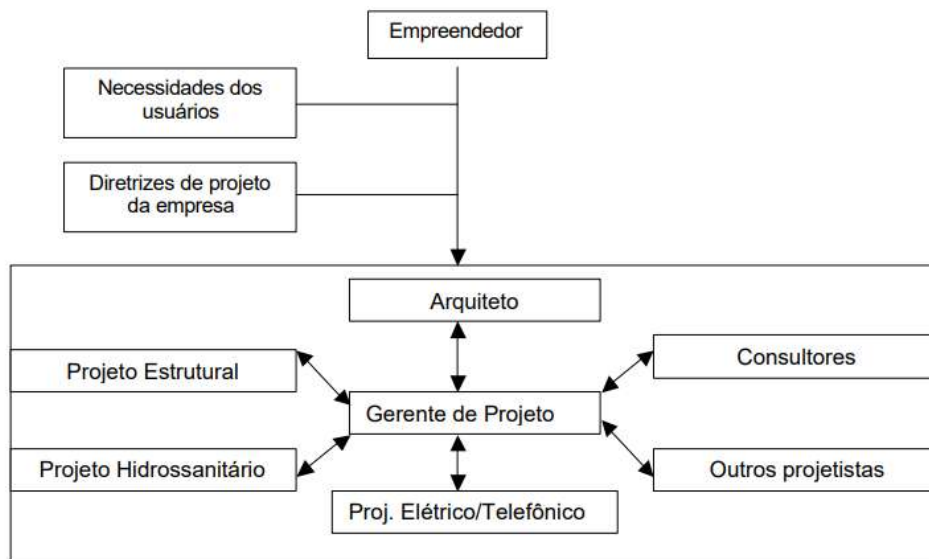 Empreendedor
Necessidades dos
usuários
Diretrizes de projeto
da empresa
Arquiteto
Projeto Estrutural
Consultores
Gerente de Projeto
Projeto Hidrossanitário
Outros projetistas
Proj. Elétrico/Telefônico